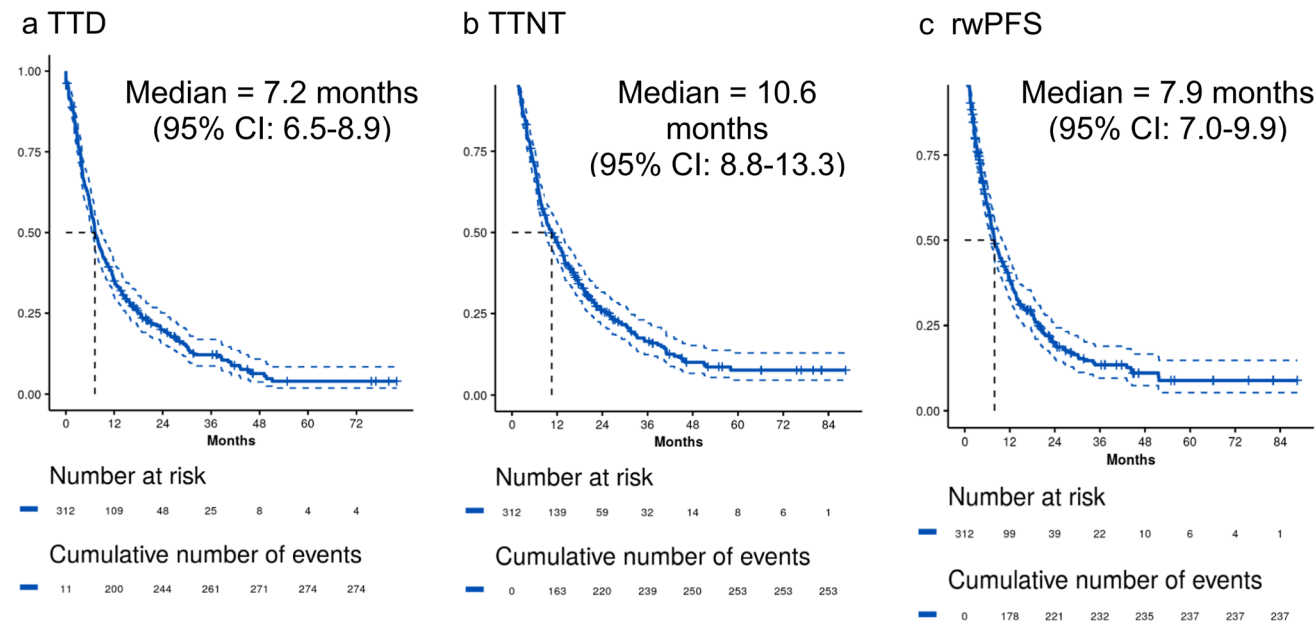 a TTD
Median = 7.2 months
(95% CI: 6.5-8.9)
1.00
0.75
0.50
0.25
0.00
0 12 24 36 48 60 72
Months
Number at risk
312 109 48 25 8 4 4
Cumulative number of events
11 200 244 261 271 274 274
b TTNT
Median = 10.6
months
(95% CI: 8.8-13.3)
0.75
0.50
0.25
0.00
0 12 24 36 48 60 72 84
Months
Number at risk
312 139 59 32 14 8 6 1
Cumulative number of events
0 163 220 239 250 253 253 253
c rwPFS
Median = 7.9 months
(95% CI: 7.0-9.9)
0.75
0.50
0.25
0.00
0 12 24 36 48 60 72 84
Months
Number at risk
312 99 39 22 10 6 4 1
Cumulative number of events
0 178 221 232 235 237 237 237